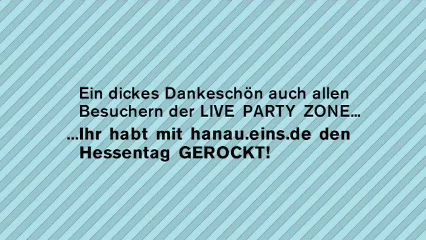 Ein dickes Dankeschön auch allen
Besuchern der LIVE PARTY ZONE...
...Ihr habt mit hanau.eins.de den
Hessentag GEROCKT!